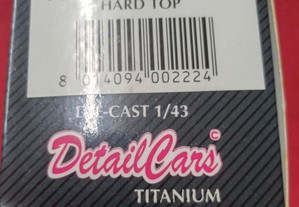 HARD TOP
8 014094 002224
DIE-CAST 1/43
DetailCars ©
TITANIUM